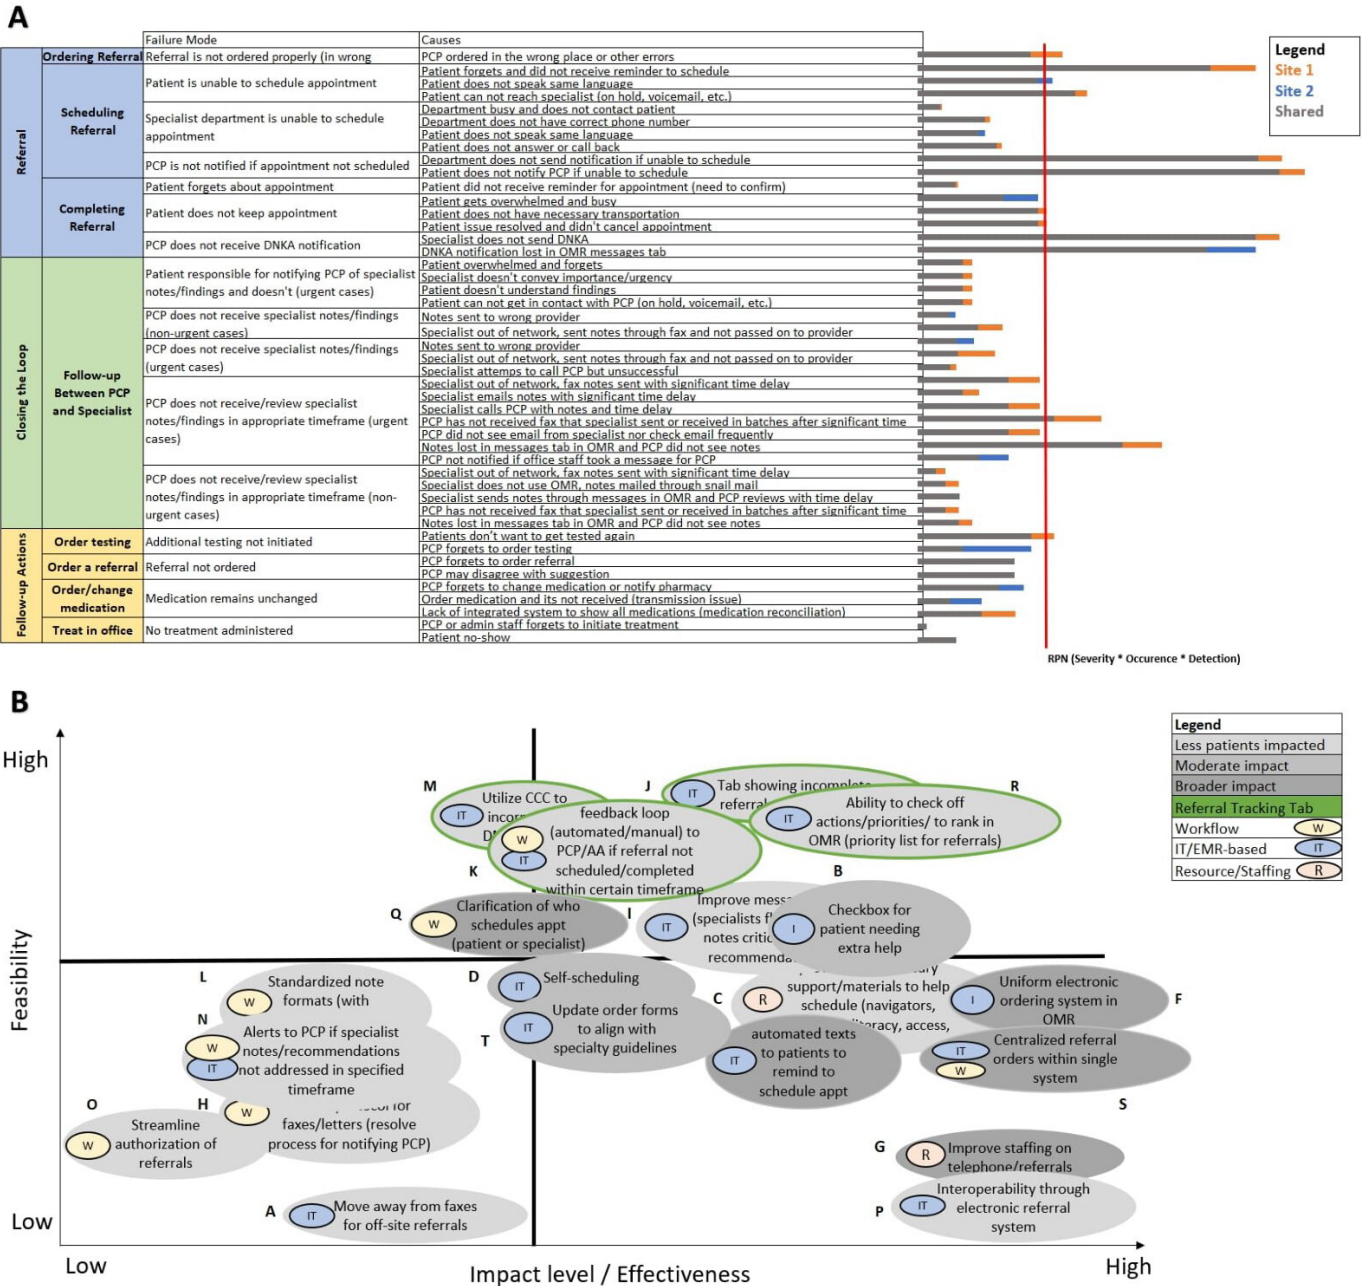 A
Failure Mode
Causes
Legend
Site 1
Site 2
Shared
Referral
Ordering Referral
Referral is not ordered properly (in wrong
PCP ordered in the wrong place or other errors
Scheduling
Referral
Patient is unable to schedule appointment
Patient forgets and did not receive reminder to schedule
Patient does not speak same language
Patient can not reach specialist (on hold, voicemail, etc.)
Specialist department is unable to schedule
appointment
Department busy and does not contact patient
Department does not have correct phone number
Patient does not speak same language
Patient does not answer or call back
PCP is not notified if appointment not scheduled
Department does not send notification if unable to schedule
Patient does not notify PCP if unable to schedule
Completing
Referral
Patient forgets about appointment
Patient did not receive reminder for appointment (need to confirm)
Patient does not keep appointment
Patient gets overwhelmed and busy
Patient does not have necessary transportation
Patient issue resolved and didn't cancel appointment
PCP does not receive DNKA notification
Specialist does not send DNKA
DNKA notification lost in OMR messages tab
Closing the Loop
Follow-up
Between PCP
and Specialist
Patient responsible for notifying PCP of specialist
notes/findings and doesn't (urgent cases)
Patient overwhelmed and forgets
Specialist doesn't convey importance/urgency
Patient doesn't understand findings
Patient can not get in contact with PCP (on hold, voicemail, etc.)
PCP does not receive specialist notes/findings
(non-urgent cases)
Notes sent to wrong provider
Specialist out of network, sent notes through fax and not passed on to provider
PCP does not receive specialist notes/findings
(urgent cases)
Notes sent to wrong provider
Specialist out of network, sent notes through fax and not passed on to provider
Specialist attemps to call PCP but unsuccessful
PCP does not receive/review specialist
notes/findings in appropriate timeframe (urgent
cases)
Specialist out of network, fax notes sent with significant time delay
Specialist emails notes with significant time delay
Specialist calls PCP with notes and time delay
PCP has not received fax that specialist sent or received in batches after significant time
PCP did not see email from specialist nor check email frequently
Notes lost in messages tab in OMR and PCP did not see notes
PCP not notified if office staff took a message for PCP
PCP does not receive/review specialist
notes/findings in appropriate timeframe (non-
urgent cases)
Specialist out of network, fax notes sent with significant time delay
Specialist does not use OMR, notes mailed through snail mail
Specialist sends notes through messages in OMR and PCP reviews with time delay
PCP has not received fax that specialist sent or received in batches after significant time
Notes lost in messages tab in OMR and PCP did not see notes
Follow-up Actions
Order testing
Additional testing not initiated
Patients don't want to get tested again
PCP forgets to order testing
Order a referral
Referral not ordered
PCP forgets to order referral
PCP may disagree with suggestion
Order/change
medication
Medication remains unchanged
PCP forgets to change medication or notify pharmacy
Order medication and its not received (transmission issue)
Lack of integrated system to show all medications (medication reconciliation)
Treat in office
No treatment administered
PCP or admin staff forgets to initiate treatment
Patient no-show
RPN (Severity * Occurence * Detection)
B
High
Feasibility
Low
Low
Impact level / Effectiveness
High
Legend
Less patients impacted
Moderate impact
Broader impact
Referral Tracking Tab
Workflow
W
IT/EMR-based
IT
Resource/Staffing
R
M
IT
Utilize CCC to
J
IT
Tab showing incomplete
R
IT
Ability to check off
actions/priorities/ to rank in
OMR (priority list for referrals)
K
W
IT
feedback loop
(automated/manual) to
PCP/AA if referral not
scheduled/completed
within certain timeframe
Q
W
Clarification of who
schedules appt
(patient or specialist)
I
IT
Improve
(specialists
notes
B
I
Checkbox for
patient needing
extra help
L
W
Standardized note
formats (with
N
W
IT
Alerts to PCP if specialist
notes/recommendations
not addressed in specified
timeframe
H
W
faxes/letters (resolve
process for notifying PCP)
O
W
Streamline
authorization of
referrals
A
IT
Move away from faxes
for off-site referrals
D
IT
Self-scheduling
T
IT
Update order forms
to align with
specialty guidelines
C
R
support/materials to help
schedule (navigators,
access,
IT
automated texts
to patients to
remind to
schedule appt
F
I
Uniform electronic
ordering system in
OMR
S
IT
W
Centralized referral
orders within single
system
G
R
Improve staffing on
telephone/referrals
P
IT
Interoperability through
electronic referral
system